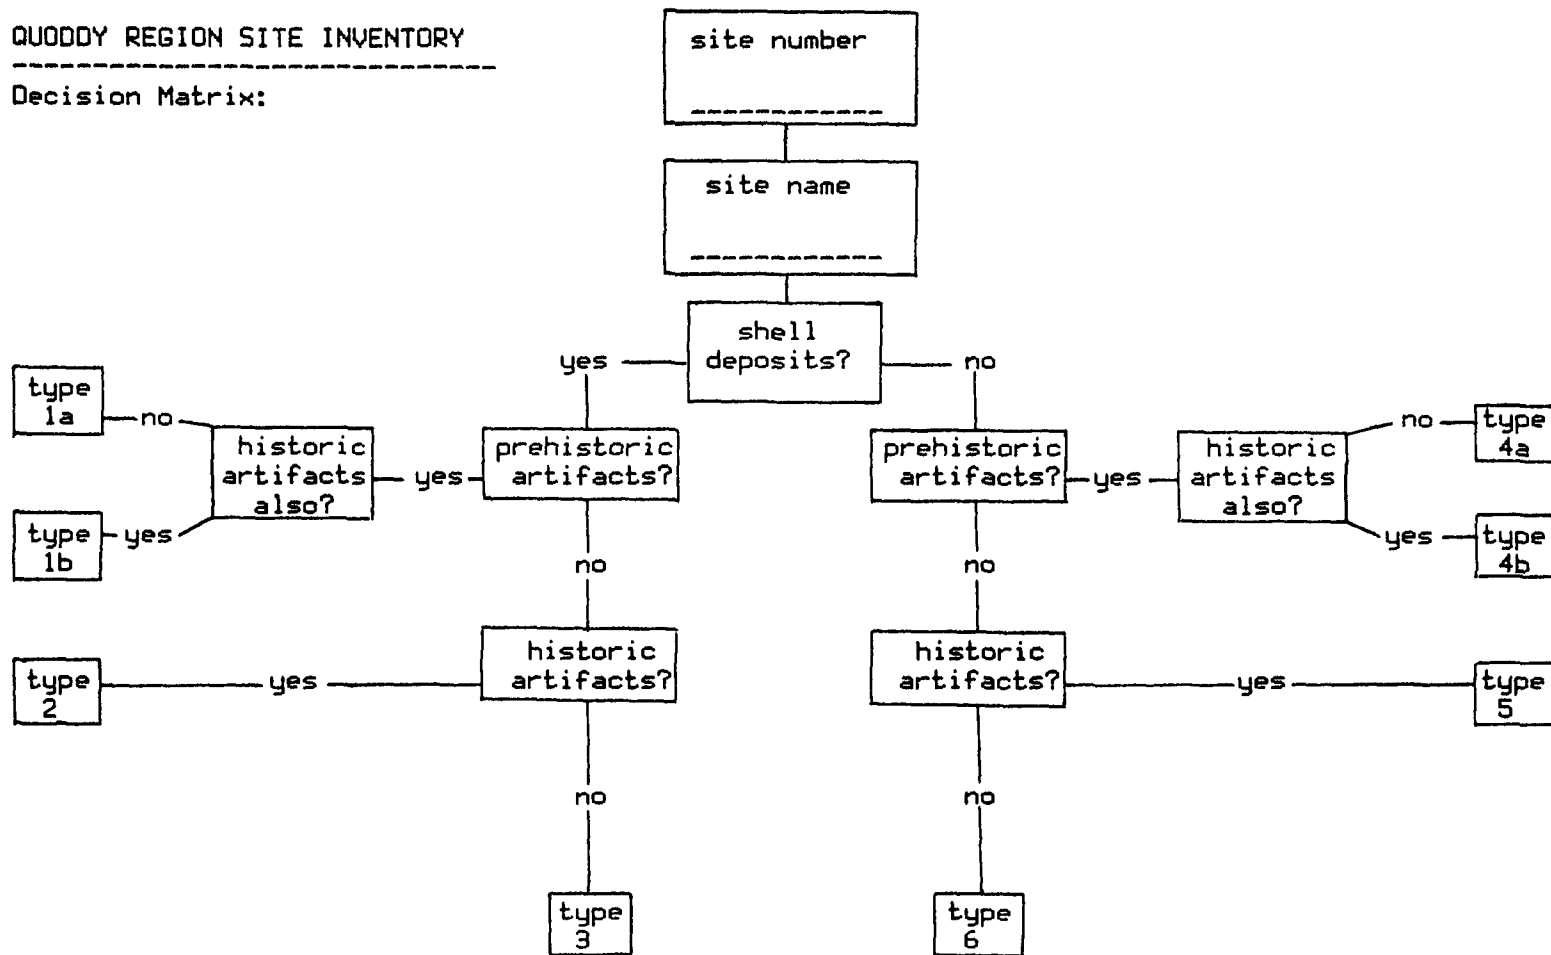 QUODDY REGION SITE INVENTORY
------------------------------
Decision Matrix:
site number
------------
site name
------------
shell
deposits?
yes
no
type
1a
no
historic
artifacts
also?
yes
prehistoric
artifacts?
prehistoric
artifacts?
yes
historic
artifacts
also?
no
type
4a
type
1b
yes
yes
type
4b
no
no
type
2
yes
historic
artifacts?
historic
artifacts?
yes
type
5
no
no
type
3
type
6